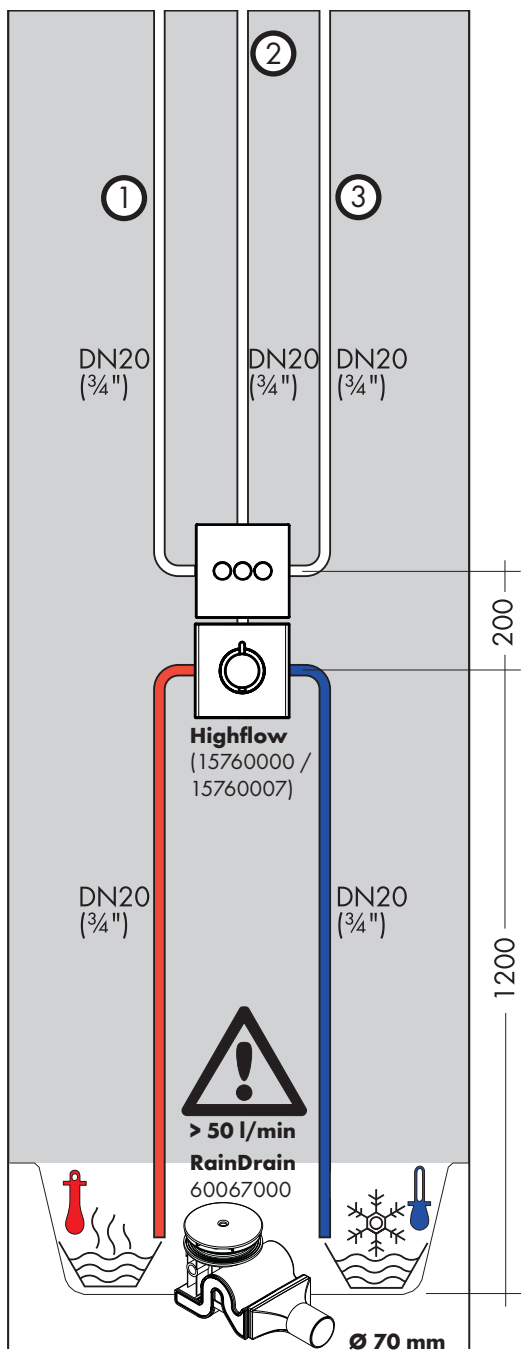 2
1
3
DN20
(¾")
DN20
(¾")
DN20
(¾")
200
Highflow
(15760000 /
15760007)
DN20
(¾")
DN20
(¾")
1200
> 50 l/min
RainDrain
60067000
Ø 70 mm